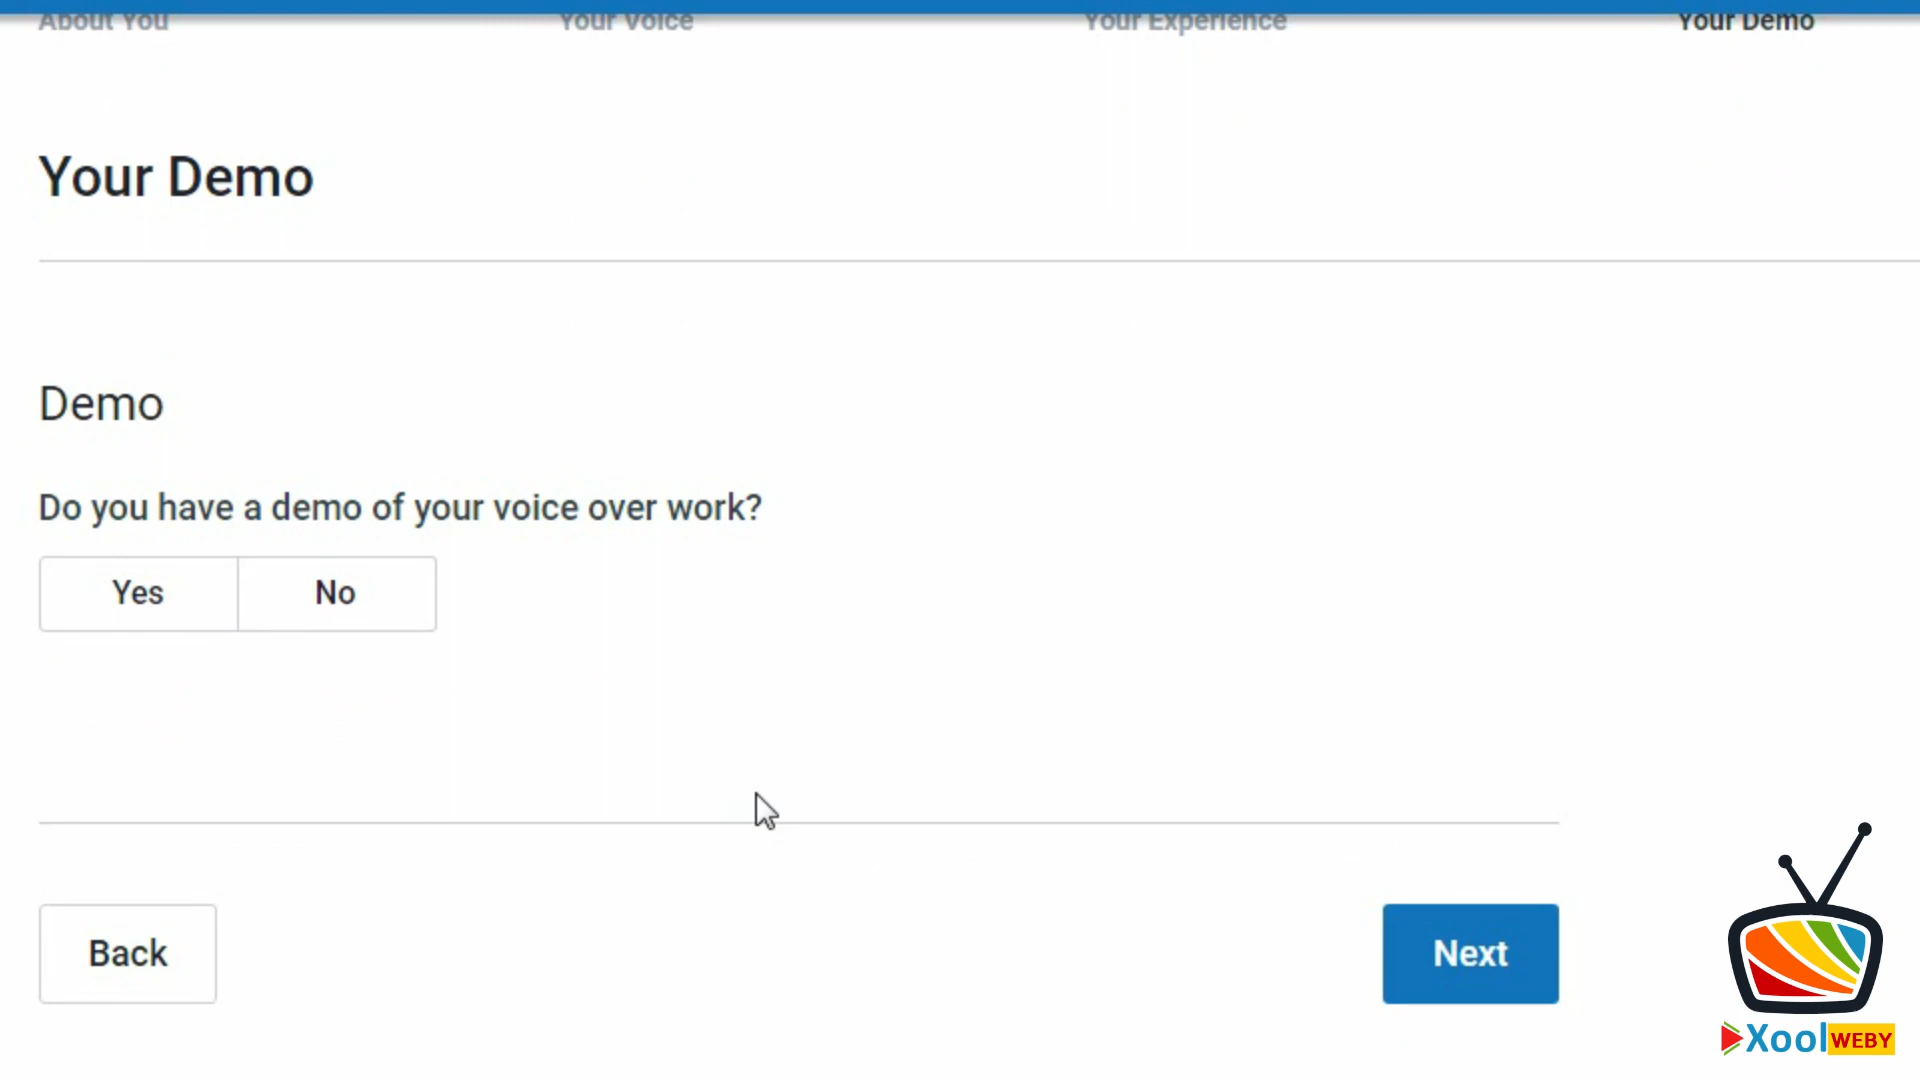 About You
Your Voice
Your Experience
Your Demo
Your Demo
Demo
Do you have a demo of your voice over work?
Yes
No
Back
Next
Xool WEBY